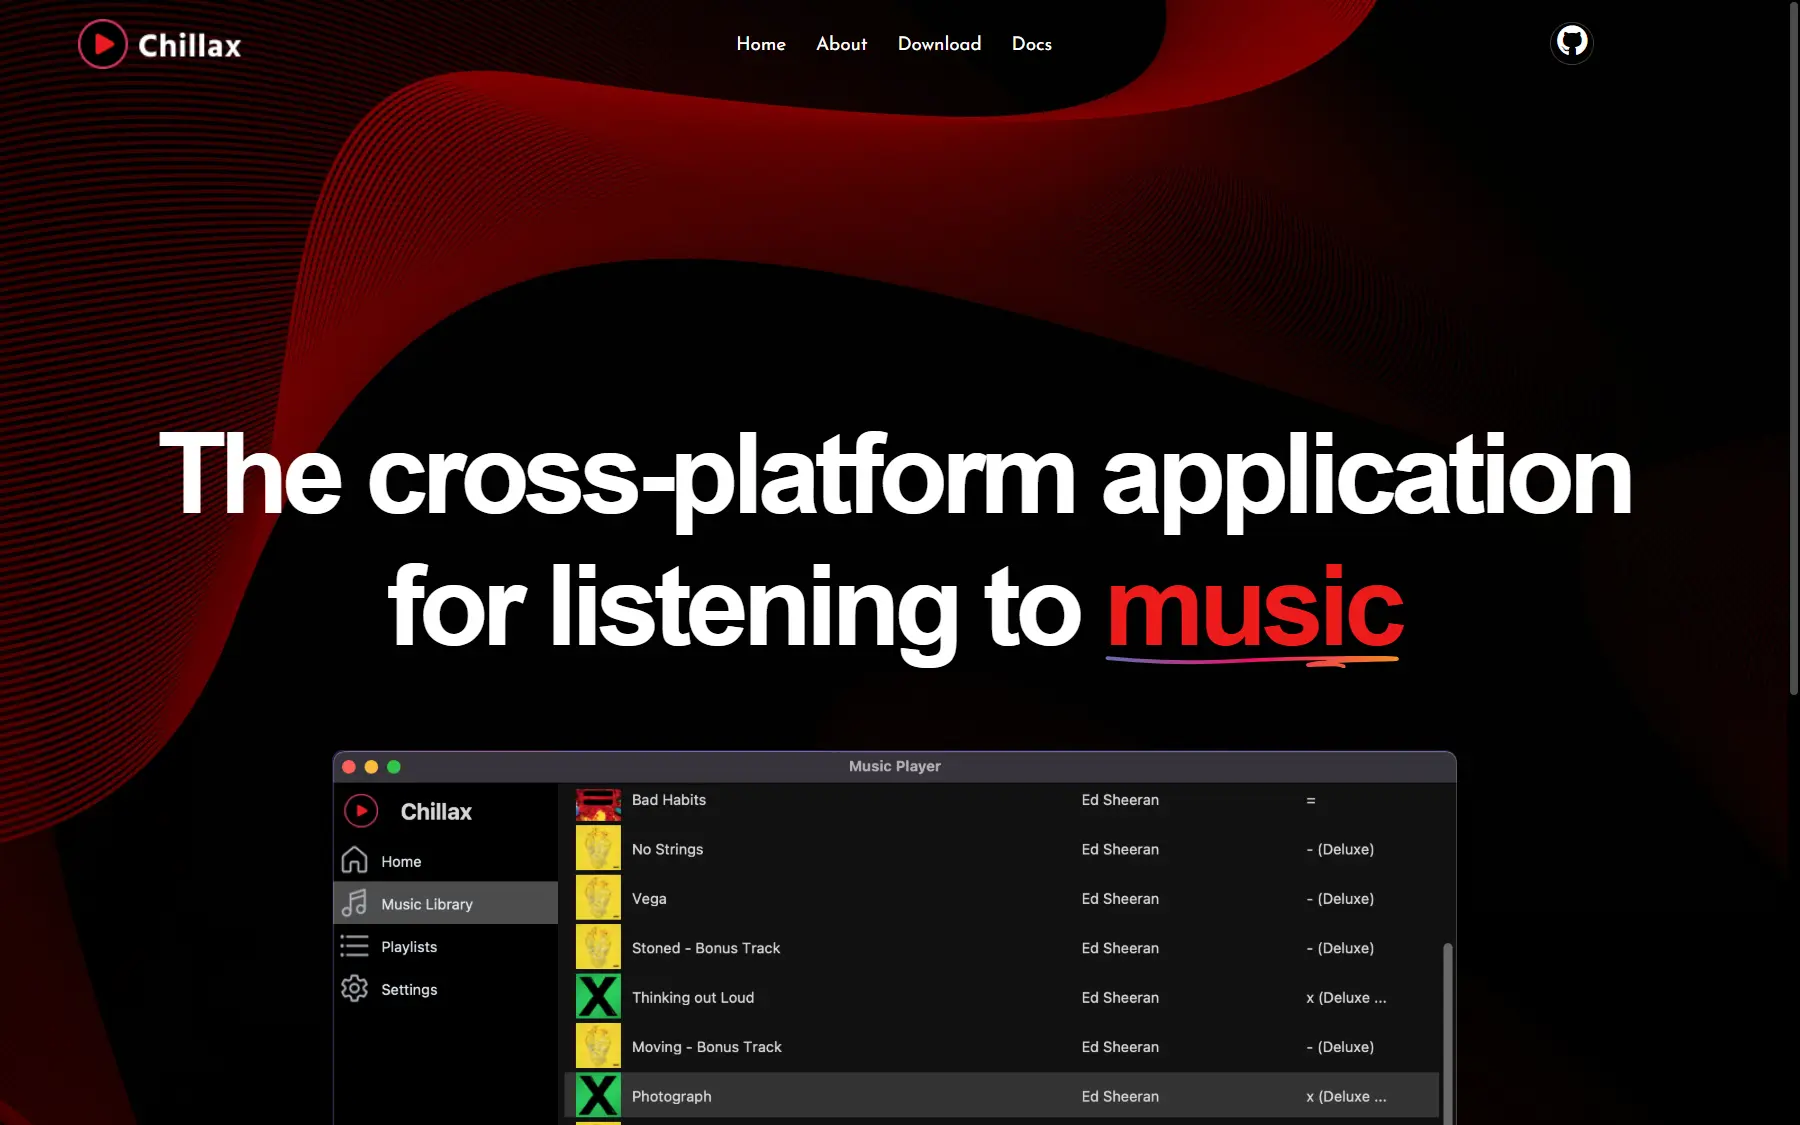 Chillax
Home About Download Docs
The cross-platform application
for listening to music
Music Player
Chillax
Home
Music Library
Playlists
Settings
Bad Habits Ed Sheeran =
No Strings Ed Sheeran - (Deluxe)
Vega Ed Sheeran - (Deluxe)
Stoned - Bonus Track Ed Sheeran - (Deluxe)
Thinking out Loud Ed Sheeran x (Deluxe ...
Moving - Bonus Track Ed Sheeran - (Deluxe)
Photograph Ed Sheeran x (Deluxe ...